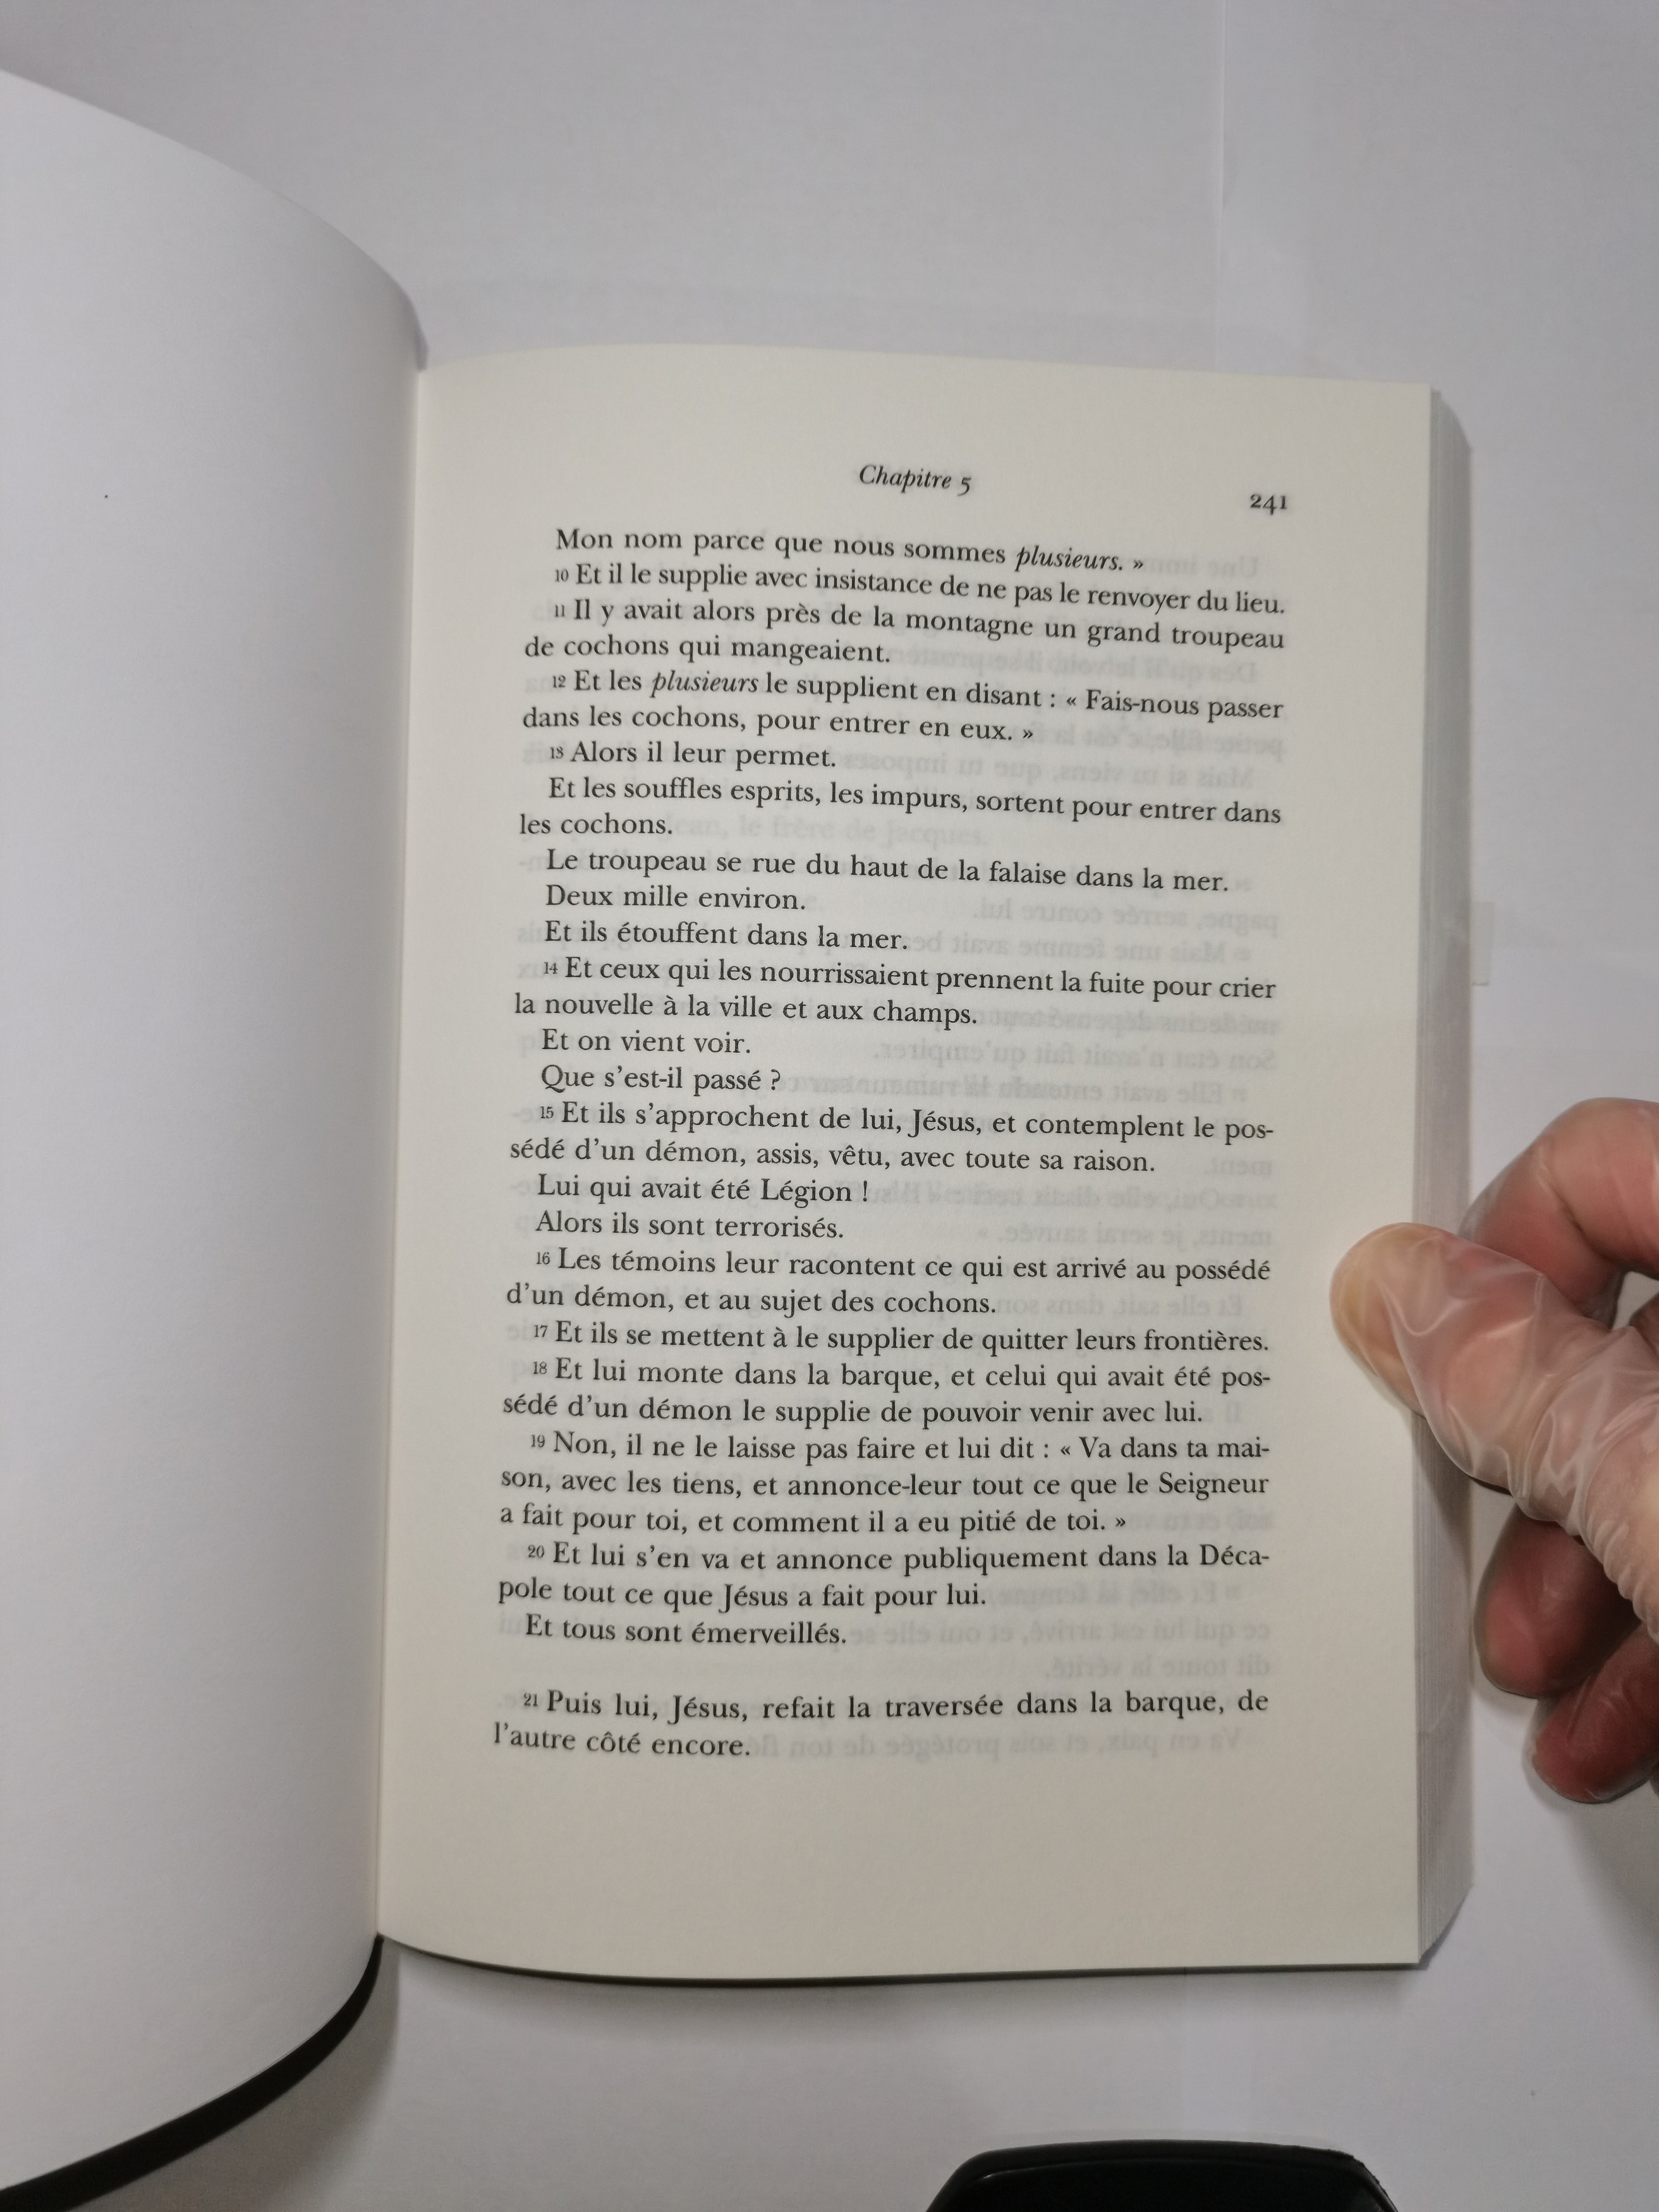 Chapitre 5
241
Mon nom parce que nous sommes plusieurs. »
10 Et il le supplie avec insistance de ne pas le renvoyer du lieu.
11 Il y avait alors près de la montagne un grand troupeau
de cochons qui mangeaient.
12 Et les plusieurs le supplient en disant : « Fais-nous passer
dans les cochons, pour entrer en eux. »
13 Alors il leur permet.
Et les souffles esprits, les impurs, sortent pour entrer dans
les cochons.
Le troupeau se rue du haut de la falaise dans la mer.
Deux mille environ.
Et ils étouffent dans la mer.
14 Et ceux qui les nourrissaient prennent la fuite pour crier
la nouvelle à la ville et aux champs.
Et on vient voir.
Que s'est-il passé ?
15 Et ils s'approchent de lui, Jésus, et contemplent le pos-
sédé d'un démon, assis, vêtu, avec toute sa raison.
Lui qui avait été Légion !
Alors ils sont terrorisés.
16 Les témoins leur racontent ce qui est arrivé au possédé
d'un démon, et au sujet des cochons.
17 Et ils se mettent à le supplier de quitter leurs frontières.
18 Et lui monte dans la barque, et celui qui avait été pos-
sédé d'un démon le supplie de pouvoir venir avec lui.
19 Non, il ne le laisse pas faire et lui dit : « Va dans ta mai-
son, avec les tiens, et annonce-leur tout ce que le Seigneur
a fait pour toi, et comment il a eu pitié de toi. »
20 Et lui s'en va et annonce publiquement dans la Déca-
pole tout ce que Jésus a fait pour lui.
Et tous sont émerveillés.
21 Puis lui, Jésus, refait la traversée dans la barque, de
l'autre côté encore.